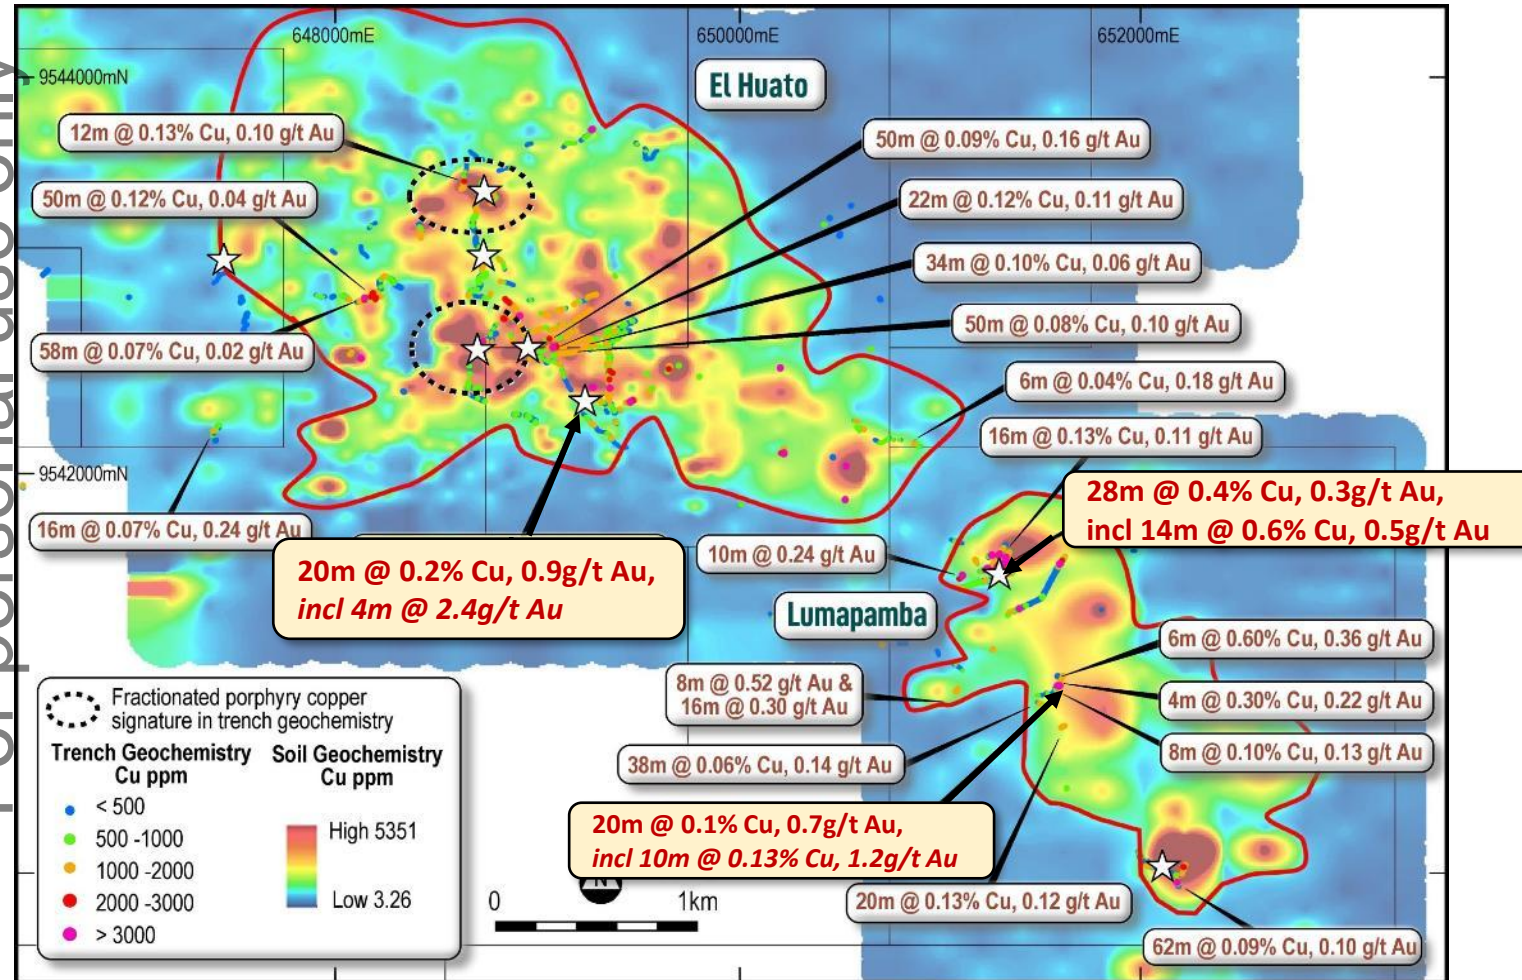 For personal use only
648000mE
650000mE
652000mE
9544000mN
El Huato
12m @ 0.13% Cu, 0.10 g/t Au
50m @ 0.09% Cu, 0.16 g/t Au
50m @ 0.12% Cu, 0.04 g/t Au
22m @ 0.12% Cu, 0.11 g/t Au
34m @ 0.10% Cu, 0.06 g/t Au
50m @ 0.08% Cu, 0.10 g/t Au
58m @ 0.07% Cu, 0.02 g/t Au
6m @ 0.04% Cu, 0.18 g/t Au
16m @ 0.13% Cu, 0.11 g/t Au
9542000mN
28m @ 0.4% Cu, 0.3g/t Au,
incl 14m @ 0.6% Cu, 0.5g/t Au
16m @ 0.07% Cu, 0.24 g/t Au
10m @ 0.24 g/t Au
20m @ 0.2% Cu, 0.9g/t Au,
incl 4m @ 2.4g/t Au
Lumapamba
6m @ 0.60% Cu, 0.36 g/t Au
8m @ 0.52 g/t Au &
16m @ 0.30 g/t Au
4m @ 0.30% Cu, 0.22 g/t Au
8m @ 0.10% Cu, 0.13 g/t Au
38m @ 0.06% Cu, 0.14 g/t Au
20m @ 0.1% Cu, 0.7g/t Au,
incl 10m @ 0.13% Cu, 1.2g/t Au
20m @ 0.13% Cu, 0.12 g/t Au
62m @ 0.09% Cu, 0.10 g/t Au
Fractionated porphyry copper
signature in trench geochemistry
Trench Geochemistry
Cu ppm
< 500
500 -1000
1000 -2000
2000 -3000
> 3000
Soil Geochemistry
Cu ppm
High 5351
Low 3.26
N
0 1km